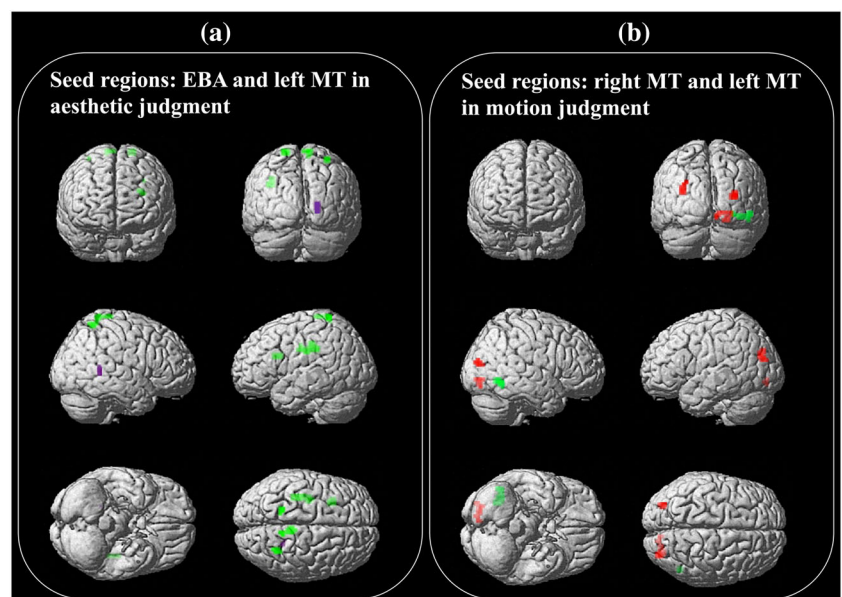 (a)
Seed regions: EBA and left MT in
aesthetic judgment
(b)
Seed regions: right MT and left MT
in motion judgment